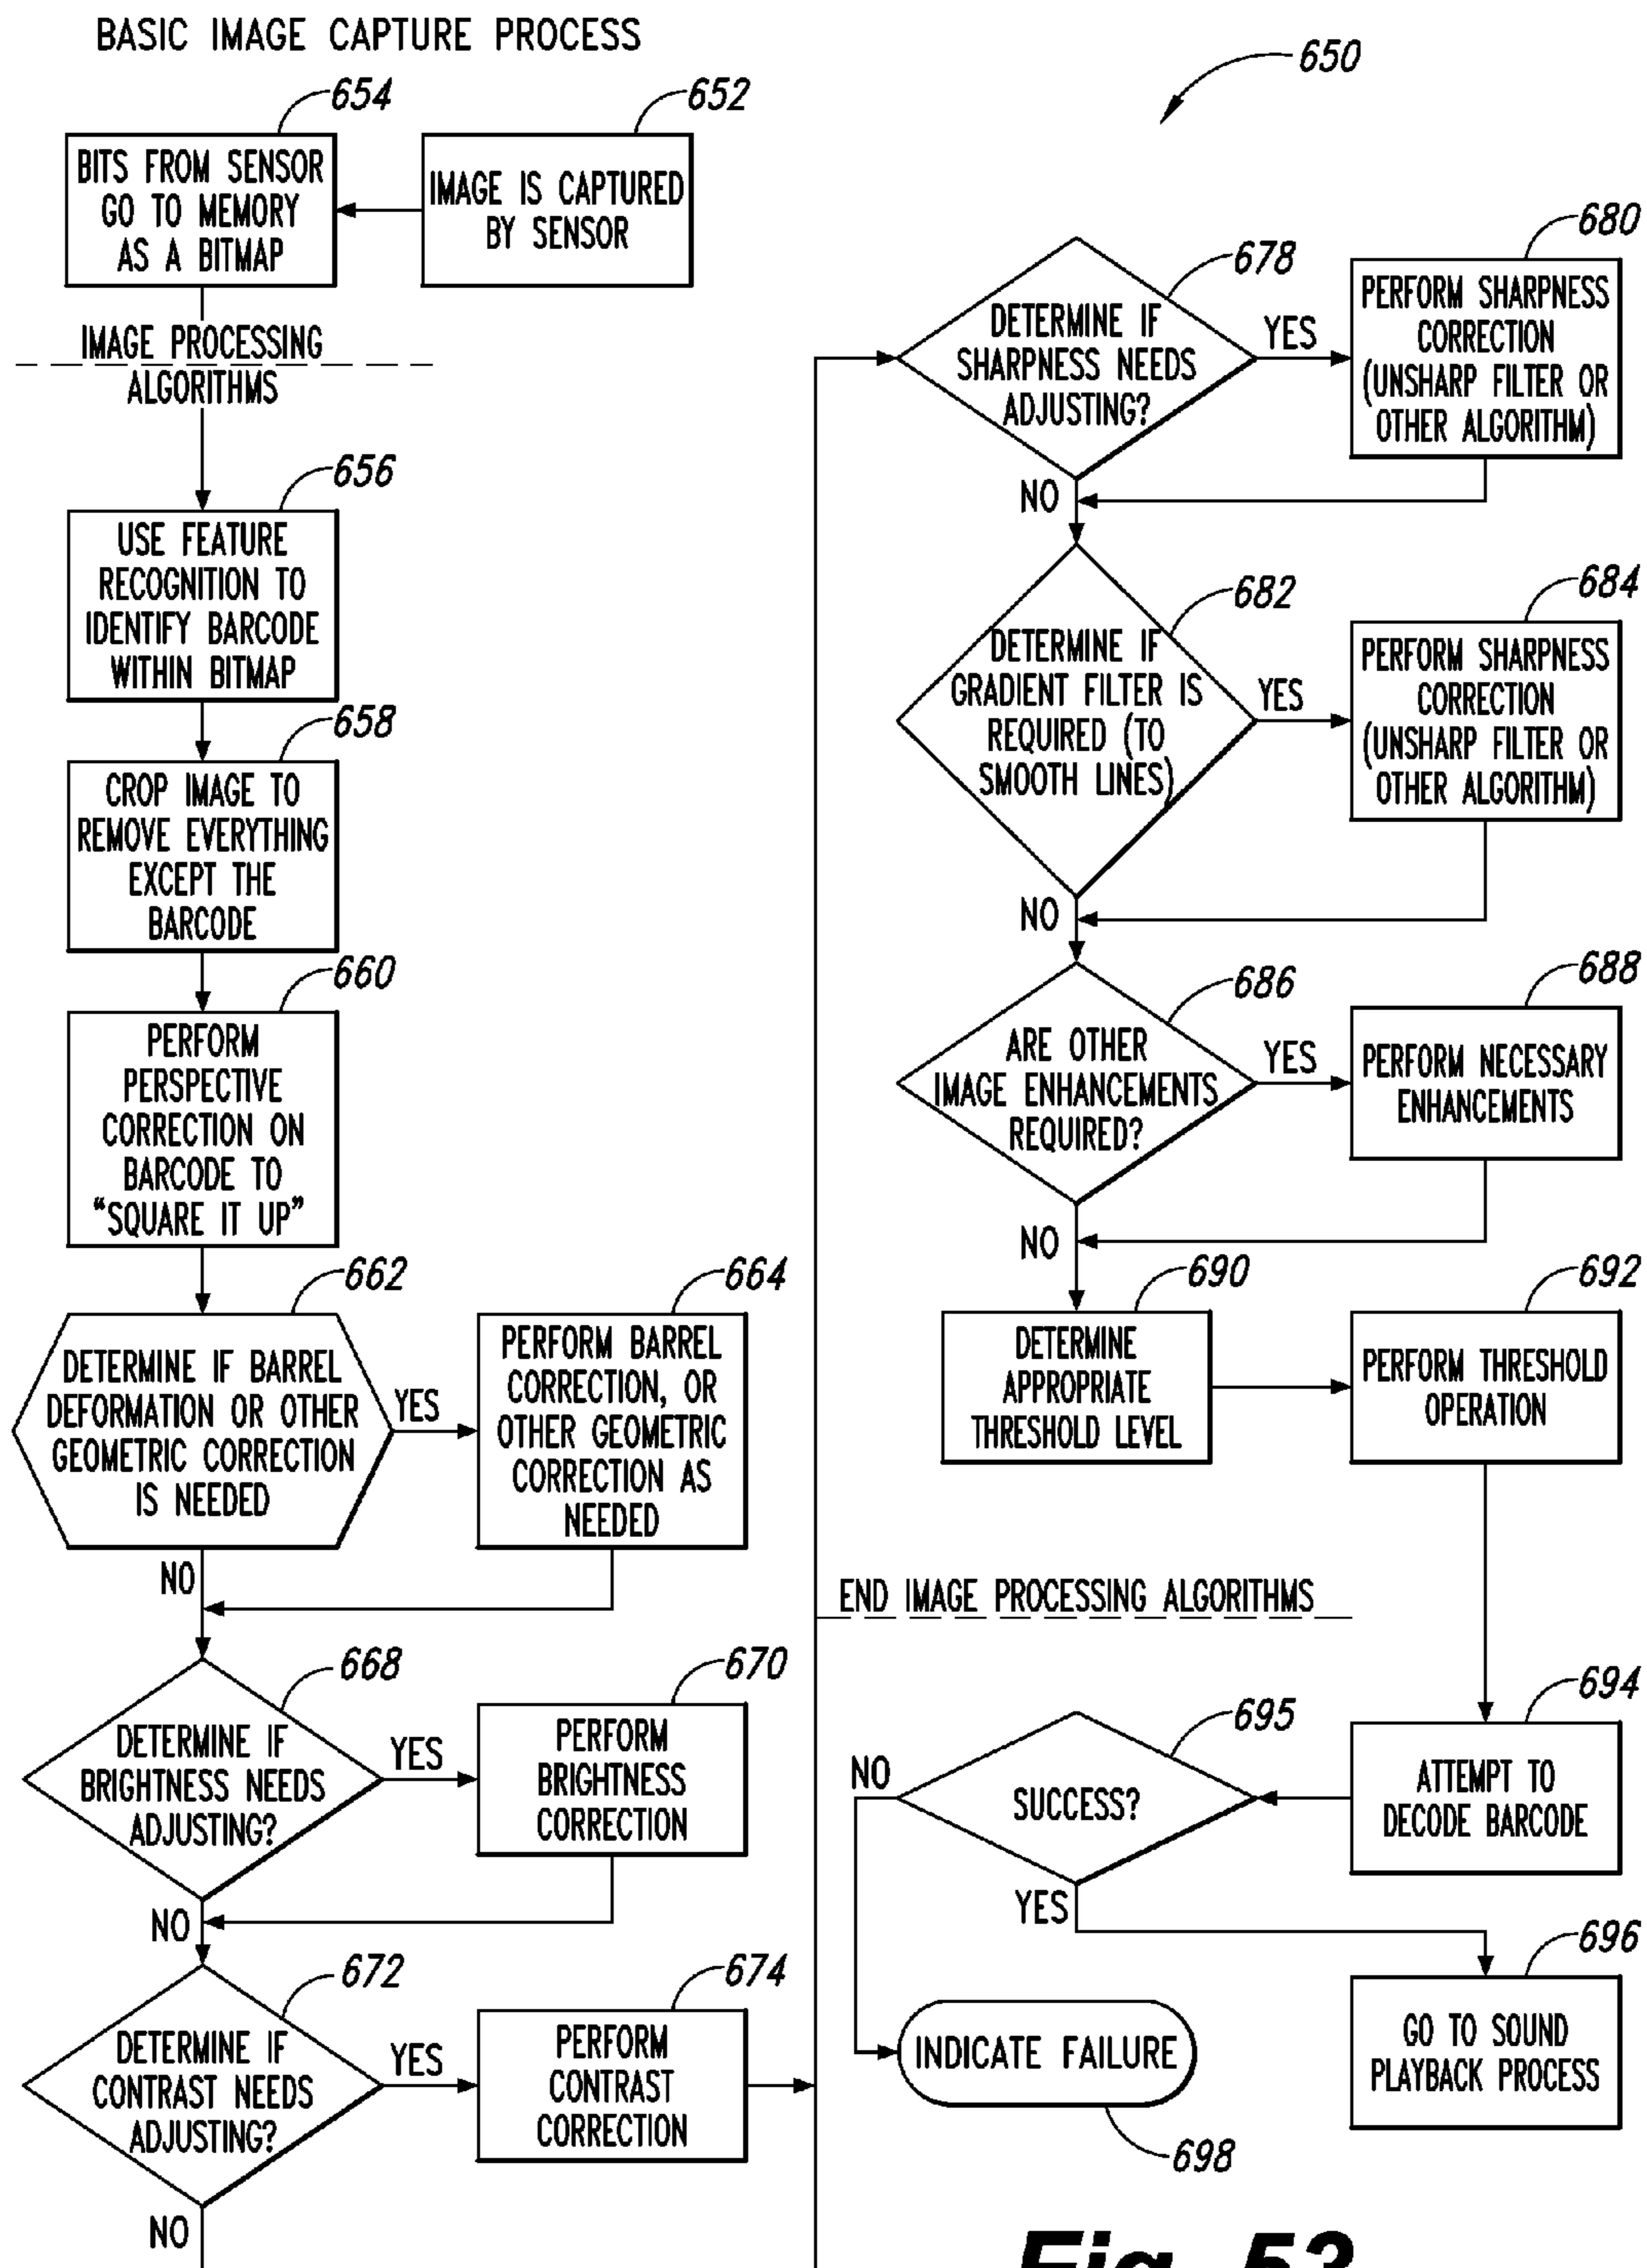 BASIC IMAGE CAPTURE PROCESS
650
654
652
BITS FROM SENSOR
GO TO MEMORY
AS A BITMAP
IMAGE IS CAPTURED
BY SENSOR
IMAGE PROCESSING
ALGORITHMS
656
USE FEATURE
RECOGNITION TO
IDENTIFY BARCODE
WITHIN BITMAP
658
CROP IMAGE TO
REMOVE EVERYTHING
EXCEPT THE
BARCODE
660
PERFORM
PERSPECTIVE
CORRECTION ON
BARCODE TO
“SQUARE IT UP”
662
DETERMINE IF BARREL
DEFORMATION OR OTHER
GEOMETRIC CORRECTION
IS NEEDED
YES
664
PERFORM BARREL
CORRECTION, OR
OTHER GEOMETRIC
CORRECTION AS
NEEDED
NO
668
DETERMINE IF
BRIGHTNESS NEEDS
ADJUSTING?
YES
670
PERFORM
BRIGHTNESS
CORRECTION
NO
672
DETERMINE IF
CONTRAST NEEDS
ADJUSTING?
YES
674
PERFORM
CONTRAST
CORRECTION
NO
678
DETERMINE IF
SHARPNESS NEEDS
ADJUSTING?
YES
680
PERFORM SHARPNESS
CORRECTION
(UNSHARP FILTER OR
OTHER ALGORITHM)
NO
682
DETERMINE IF
GRADIENT FILTER IS
REQUIRED (TO
SMOOTH LINES)
YES
684
PERFORM SHARPNESS
CORRECTION
(UNSHARP FILTER OR
OTHER ALGORITHM)
NO
686
ARE OTHER
IMAGE ENHANCEMENTS
REQUIRED?
YES
688
PERFORM NECESSARY
ENHANCEMENTS
NO
690
DETERMINE
APPROPRIATE
THRESHOLD LEVEL
692
PERFORM THRESHOLD
OPERATION
END IMAGE PROCESSING ALGORITHMS
694
ATTEMPT TO
DECODE BARCODE
695
SUCCESS?
NO
YES
696
GO TO SOUND
PLAYBACK PROCESS
INDICATE FAILURE
698
Fig. 53